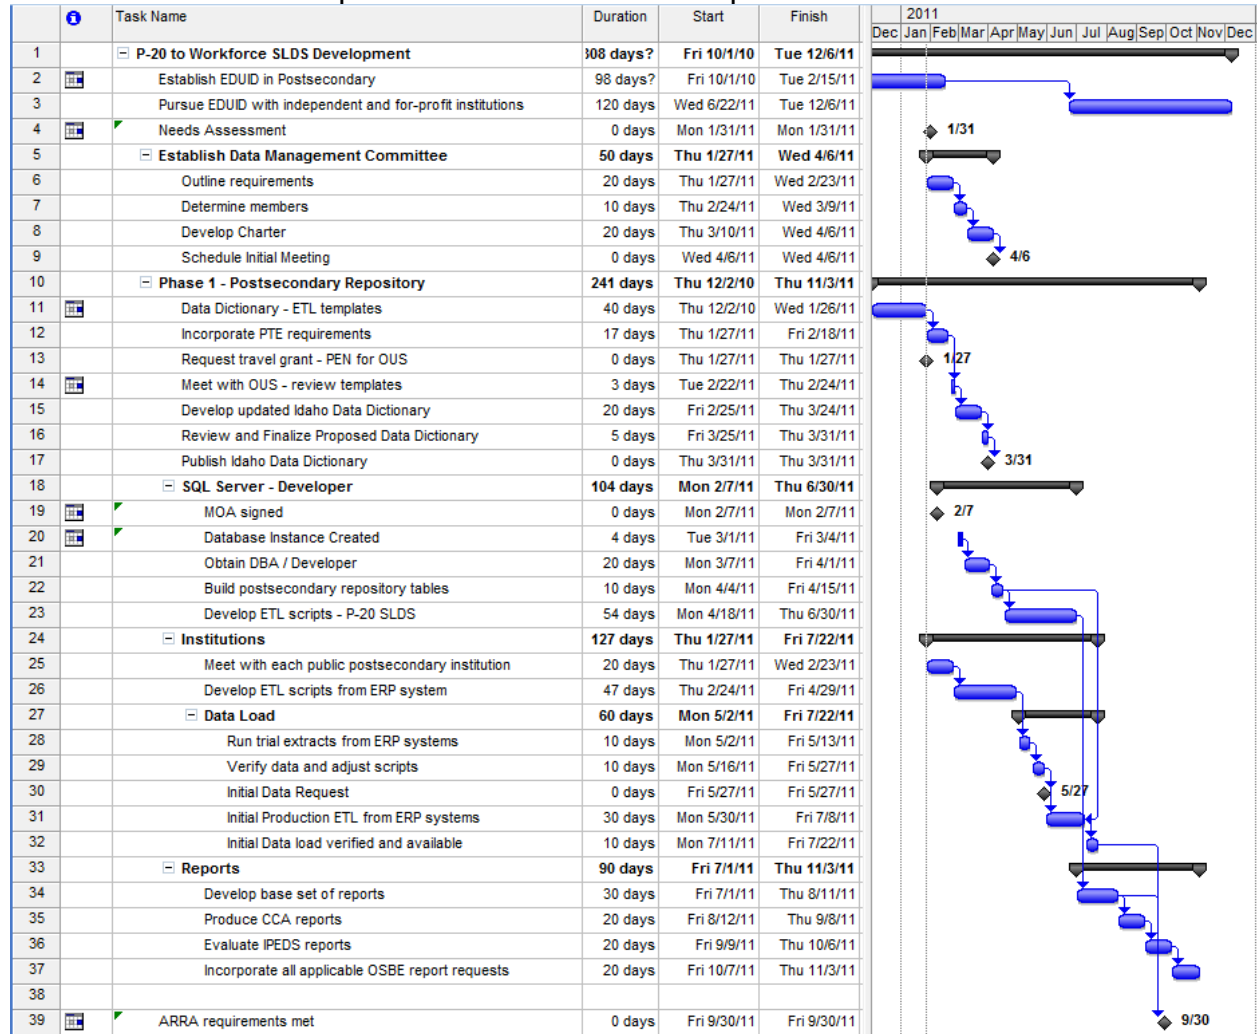 Task Name Duration Start Finish 2011
Dec Jan Feb Mar Apr May Jun Jul Aug Sep Oct Nov Dec
1 P-20 to Workforce SLDS Development 308 days? Fri 10/1/10 Tue 12/6/11
2 Establish EDUID in Postsecondary 98 days? Fri 10/1/10 Tue 2/15/11
3 Pursue EDUID with independent and for-profit institutions 120 days Wed 6/22/11 Tue 12/6/11
4 Needs Assessment 0 days Mon 1/31/11 Mon 1/31/11 1/31
5 Establish Data Management Committee 50 days Thu 1/27/11 Wed 4/6/11
6 Outline requirements 20 days Thu 1/27/11 Wed 2/23/11
7 Determine members 10 days Thu 2/24/11 Wed 3/9/11
8 Develop Charter 20 days Thu 3/10/11 Wed 4/6/11
9 Schedule Initial Meeting 0 days Wed 4/6/11 Wed 4/6/11 4/6
10 Phase 1 - Postsecondary Repository 241 days Thu 12/2/10 Thu 11/3/11
11 Data Dictionary - ETL templates 40 days Thu 12/2/10 Wed 1/26/11
12 Incorporate PTE requirements 17 days Thu 1/27/11 Fri 2/18/11
13 Request travel grant - PEN for OUS 0 days Thu 1/27/11 Thu 1/27/11 1/27
14 Meet with OUS - review templates 3 days Tue 2/22/11 Thu 2/24/11
15 Develop updated Idaho Data Dictionary 20 days Fri 2/25/11 Thu 3/24/11
16 Review and Finalize Proposed Data Dictionary 5 days Fri 3/25/11 Thu 3/31/11
17 Publish Idaho Data Dictionary 0 days Thu 3/31/11 Thu 3/31/11 3/31
18 SQL Server - Developer 104 days Mon 2/7/11 Thu 6/30/11
19 MOA signed 0 days Mon 2/7/11 Mon 2/7/11 2/7
20 Database Instance Created 4 days Tue 3/1/11 Fri 3/4/11
21 Obtain DBA / Developer 20 days Mon 3/7/11 Fri 4/1/11
22 Build postsecondary repository tables 10 days Mon 4/4/11 Fri 4/15/11
23 Develop ETL scripts - P-20 SLDS 54 days Mon 4/18/11 Thu 6/30/11
24 Institutions 127 days Thu 1/27/11 Fri 7/22/11
25 Meet with each public postsecondary institution 20 days Thu 1/27/11 Wed 2/23/11
26 Develop ETL scripts from ERP system 47 days Thu 2/24/11 Fri 4/29/11
27 Data Load 60 days Mon 5/2/11 Fri 7/22/11
28 Run trial extracts from ERP systems 10 days Mon 5/2/11 Fri 5/13/11
29 Verify data and adjust scripts 10 days Mon 5/16/11 Fri 5/27/11
30 Initial Data Request 0 days Fri 5/27/11 Fri 5/27/11 5/27
31 Initial Production ETL from ERP systems 30 days Mon 5/30/11 Fri 7/8/11
32 Initial Data load verified and available 10 days Mon 7/11/11 Fri 7/22/11
33 Reports 90 days Fri 7/1/11 Thu 11/3/11
34 Develop base set of reports 30 days Fri 7/1/11 Thu 8/11/11
35 Produce CCA reports 20 days Fri 8/12/11 Thu 9/8/11
36 Evaluate IPEDS reports 20 days Fri 9/9/11 Thu 10/6/11
37 Incorporate all applicable OSBE report requests 20 days Fri 10/7/11 Thu 11/3/11
38
39 ARRA requirements met 0 days Fri 9/30/11 Fri 9/30/11 9/30